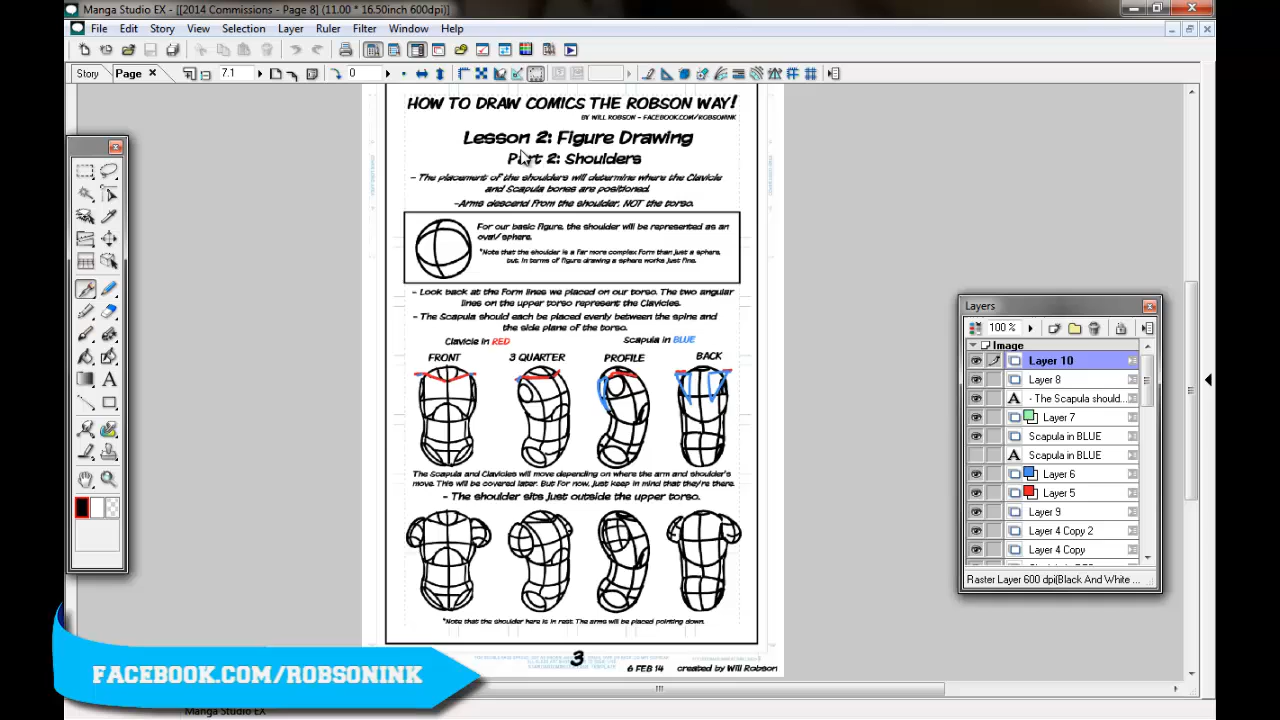 Manga Studio EX - [[2014 Commissions - Page 8] (11.00 * 16.50inch 600dpi)]
File Edit Story View Selection Layer Ruler Filter Window Help
Story Page 7.1 0
HOW TO DRAW COMICS THE ROBSON WAY!
BY WILL ROBSON - FACEBOOK.COM/ROBSONINK
Lesson 2: Figure Drawing
Part 2: Shoulders
- The placement of the shoulders will determine where the Clavicle
and Scapula bones are positioned.
-Arms descend from the shoulder, NOT the torso.
For our basic figure, the shoulder will be represented as an
oval/sphere.
*Note that the shoulder is a far more complex form than just a sphere,
but in terms of figure drawing a sphere works just fine.
- Look back at the form lines we placed on our torso. The two angular
lines on the upper torso represent the Clavicles.
- The Scapula should each be placed evenly between the spine and
the side plane of the torso.
Clavicle in RED
Scapula in BLUE
FRONT 3 QUARTER PROFILE BACK
The Scapula and Clavicles will move depending on where the arm and shoulder's
move. This will be covered later. But for now, just keep in mind that they're there.
- The shoulder sits just outside the upper torso.
*Note that the shoulder here is in rest. The arms will be placed pointing down.
3
6 FEB 14 created by Will Robson
Layers
100 %
Image
Layer 10
Layer 8
A - The Scapula should...
Layer 7
Scapula in BLUE
A Scapula in BLUE
Layer 6
Layer 5
Layer 9
Layer 4 Copy 2
Layer 4 Copy
Raster Layer 600 dpi(Black And White ...
FACEBOOK.COM/ROBSONINK
Manga Studio EX